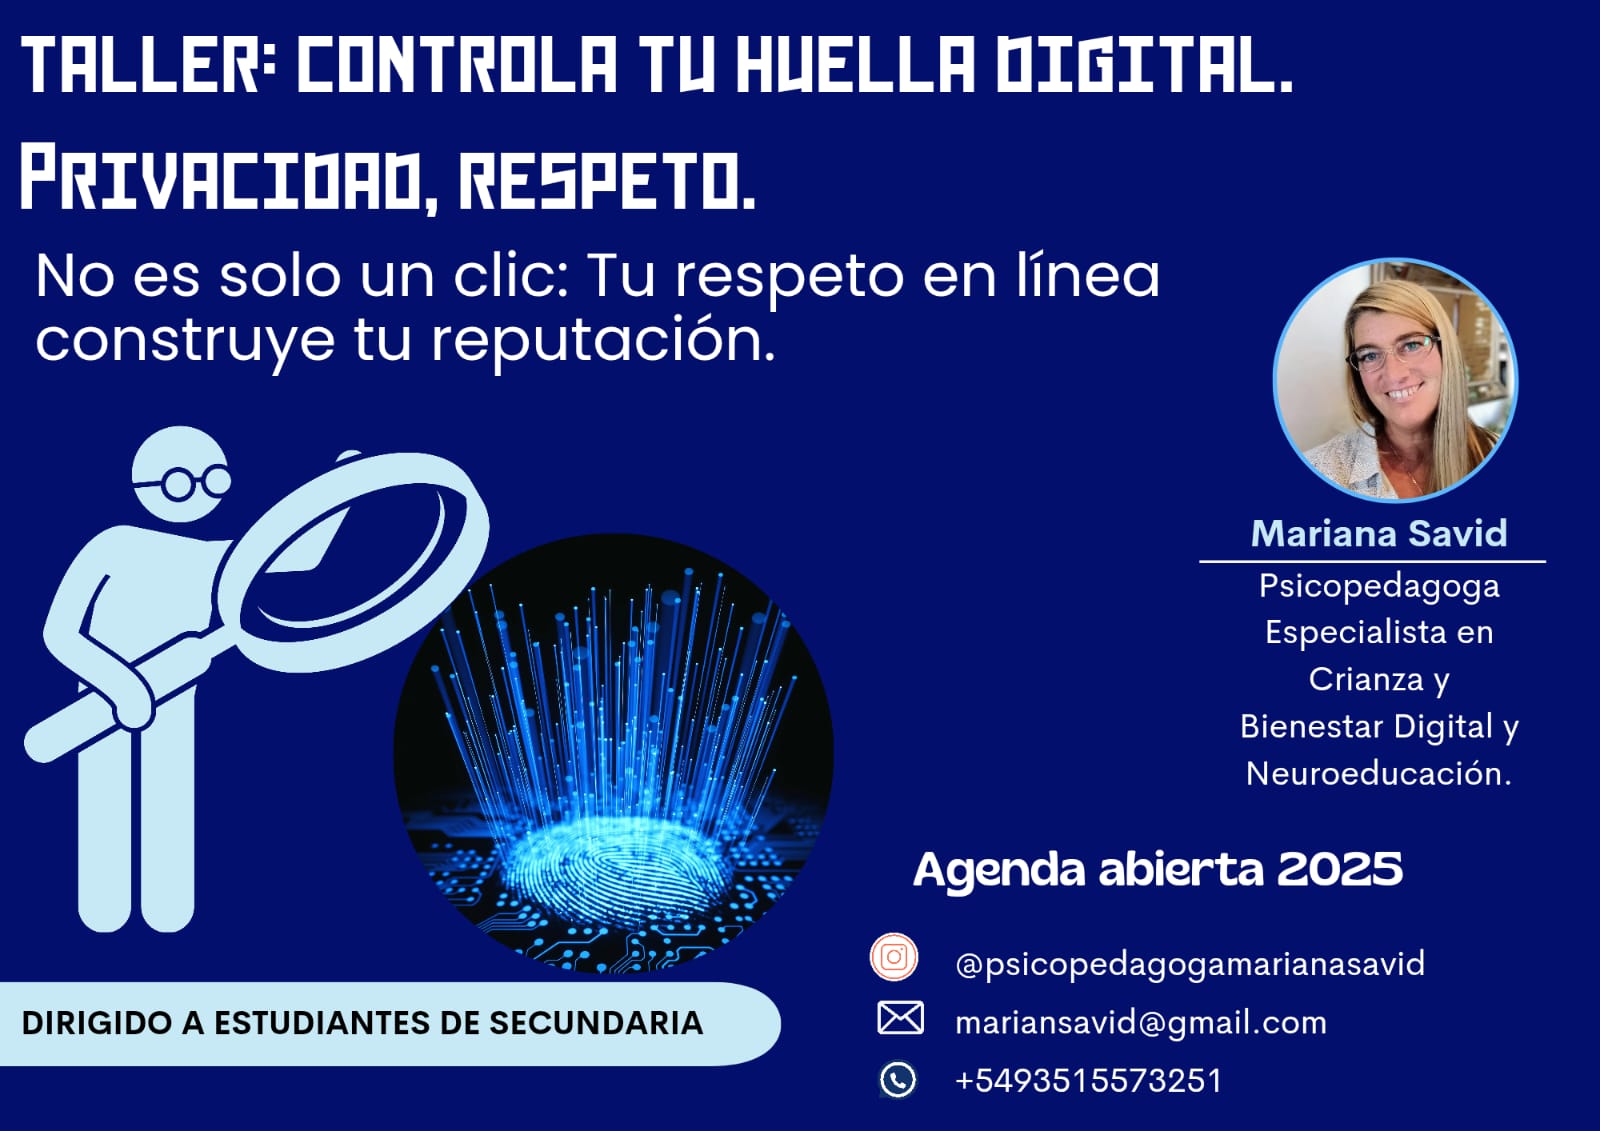 TALLER: CONTROLA TU HUELLA DIGITAL.
PRIVACIDAD, RESPETO.
No es solo un clic: Tu respeto en línea
construye tu reputación.
Mariana Savid
Psicopedagoga
Especialista en
Crianza y
Bienestar Digital y
Neuroeducación.
Agenda abierta 2025
@psicopedagogamarianasavid
mariansavid@gmail.com
+5493515573251
DIRIGIDO A ESTUDIANTES DE SECUNDARIA